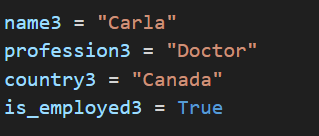 name3 = "Carla"
profession3 = "Doctor"
country3 = "Canada"
is_employed3 = True